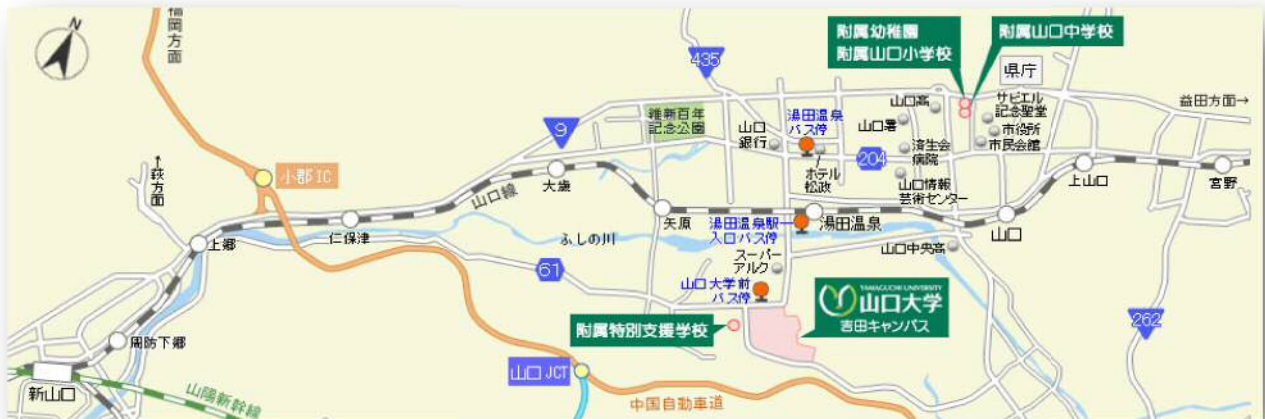 N
福岡方面
435
附属幼稚園
附属山口小学校
附属山口中学校
県庁
益田方面→
9
維新百年
記念公園
山口
銀行
湯田温泉
バス停
山口高
山口署
サビエル
記念聖堂
市役所
市民会館
済生会
病院
204
ホテル
松政
山口情報
芸術センター
←萩方面
小郡IC
大歳
山口線
上山口
宮野
仁保津
上郷
矢原
湯田温泉駅
入口バス停
湯田温泉
山口
ふしの川
山口中央高
61
スーパー
アルク
山口大学前
バス停
YAMAGUCHI UNIVERSITY
山口大学
吉田キャンパス
附属特別支援学校
262
周防下郷
新山口
山陽新幹線
山口JCT
中国自動車道